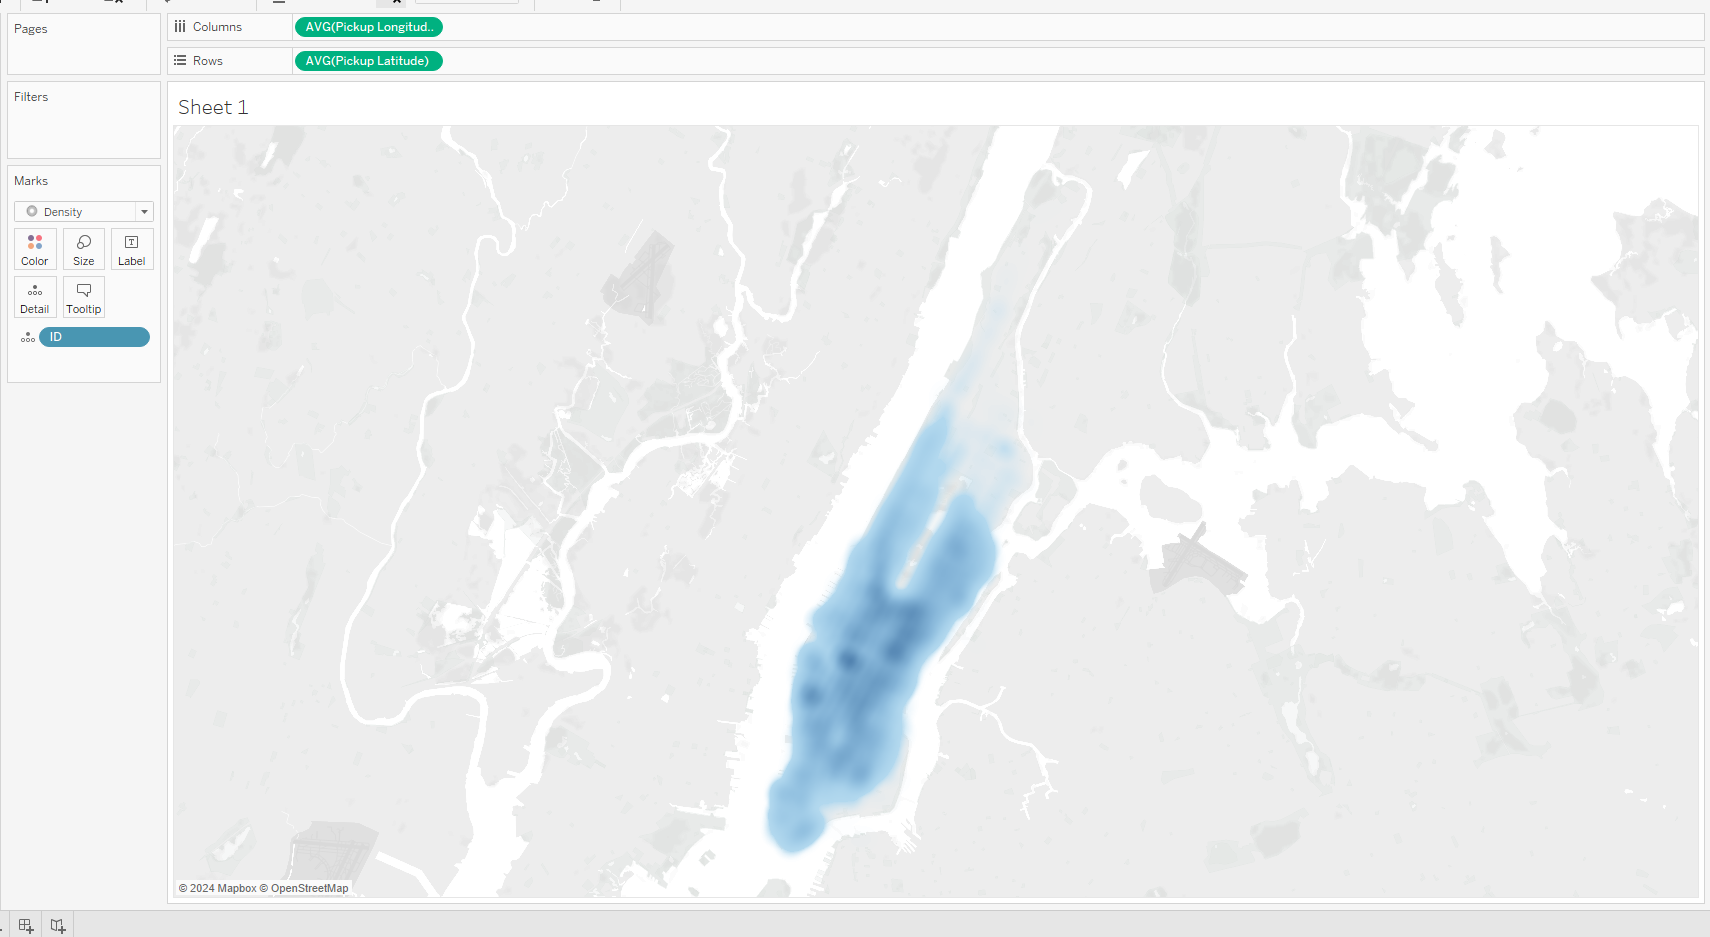 Pages
Columns
AVG(Pickup Longitud..
Rows
AVG(Pickup Latitude)
Filters
Sheet 1
Marks
Density
Color
Size
T
Label
Detail
Tooltip
ID
© 2024 Mapbox © OpenStreetMap